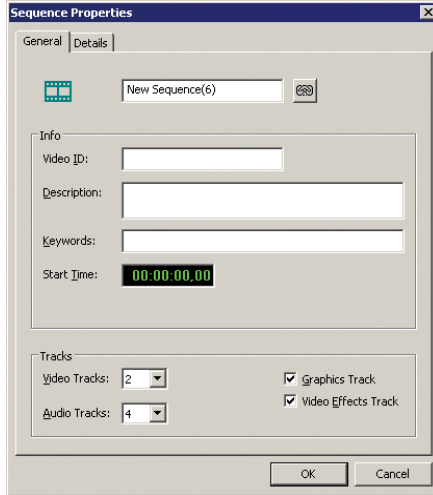 Sequence Properties
General Details
New Sequence(6)
Info
Video ID:
Description:
Keywords:
Start Time: 00:00:00,00
Tracks
Video Tracks: 2
Graphics Track
Video Effects Track
Audio Tracks: 4
OK Cancel